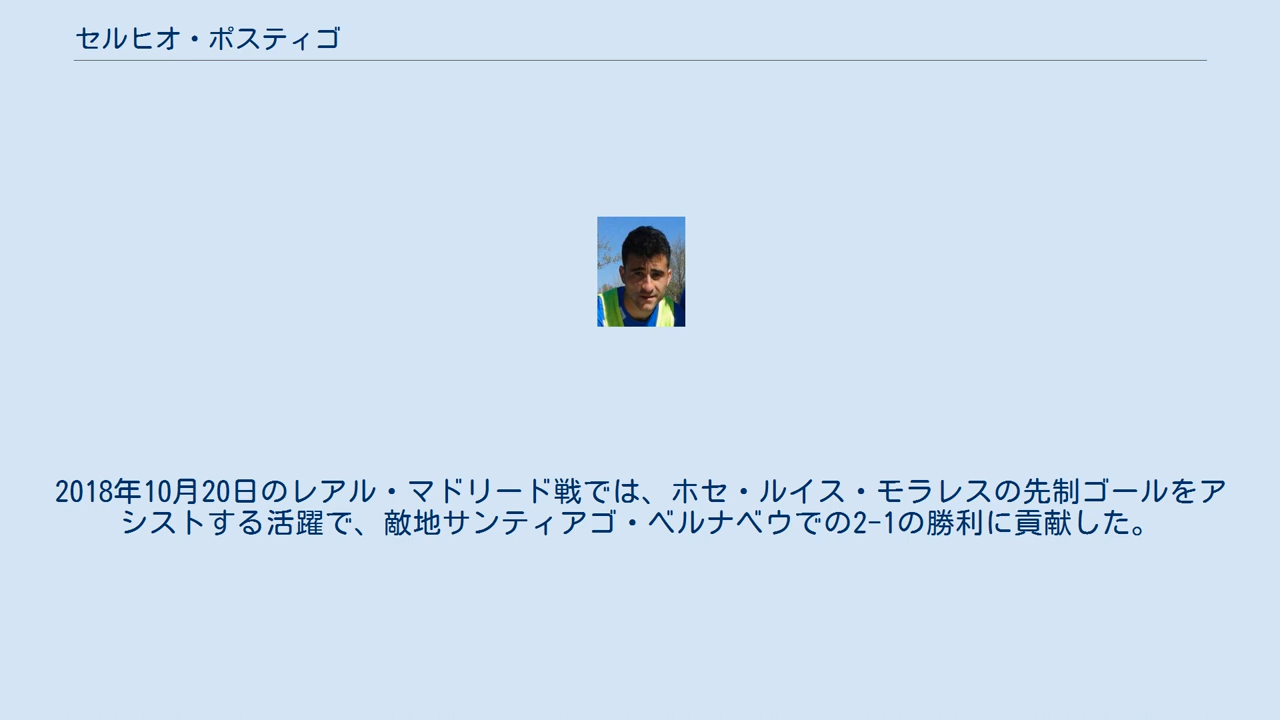 セルヒオ・ポスティゴ
2018年10月20日のレアル・マドリード戦では、ホセ・ルイス・モラレスの先制ゴールをア
シストする活躍で、敵地サンティアゴ・ベルナベウでの2-1の勝利に貢献した。